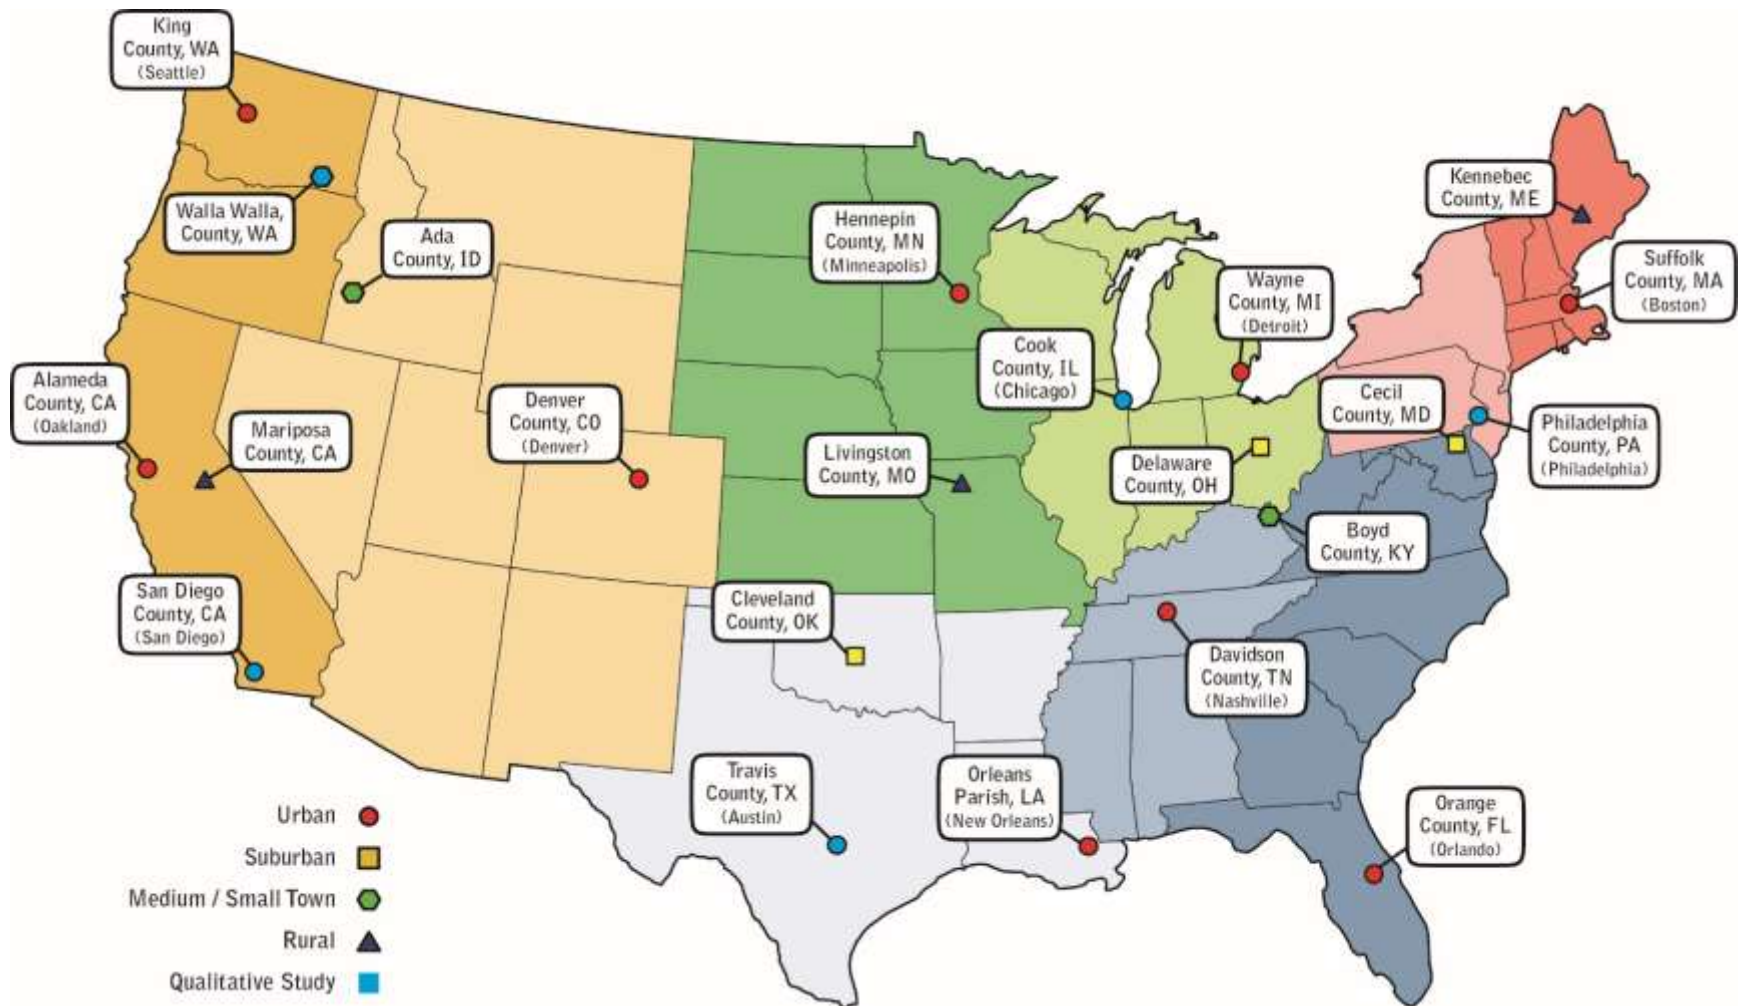 King
County, WA
(Seattle)
Walla Walla,
County, WA
Ada
County, ID
Hennepin
County, MN
(Minneapolis)
Kennebec
County, ME
Suffolk
County, MA
(Boston)
Wayne
County, MI
(Detroit)
Cook
County, IL
(Chicago)
Alameda
County, CA
(Oakland)
Mariposa
County, CA
Denver
County, CO
(Denver)
Livingston
County, MO
Delaware
County, OH
Cecil
County, MD
Philadelphia
County, PA
(Philadelphia)
Boyd
County, KY
San Diego
County, CA
(San Diego)
Cleveland
County, OK
Davidson
County, TN
(Nashville)
Travis
County, TX
(Austin)
Orleans
Parish, LA
(New Orleans)
Orange
County, FL
(Orlando)
Urban
Suburban
Medium / Small Town
Rural
Qualitative Study